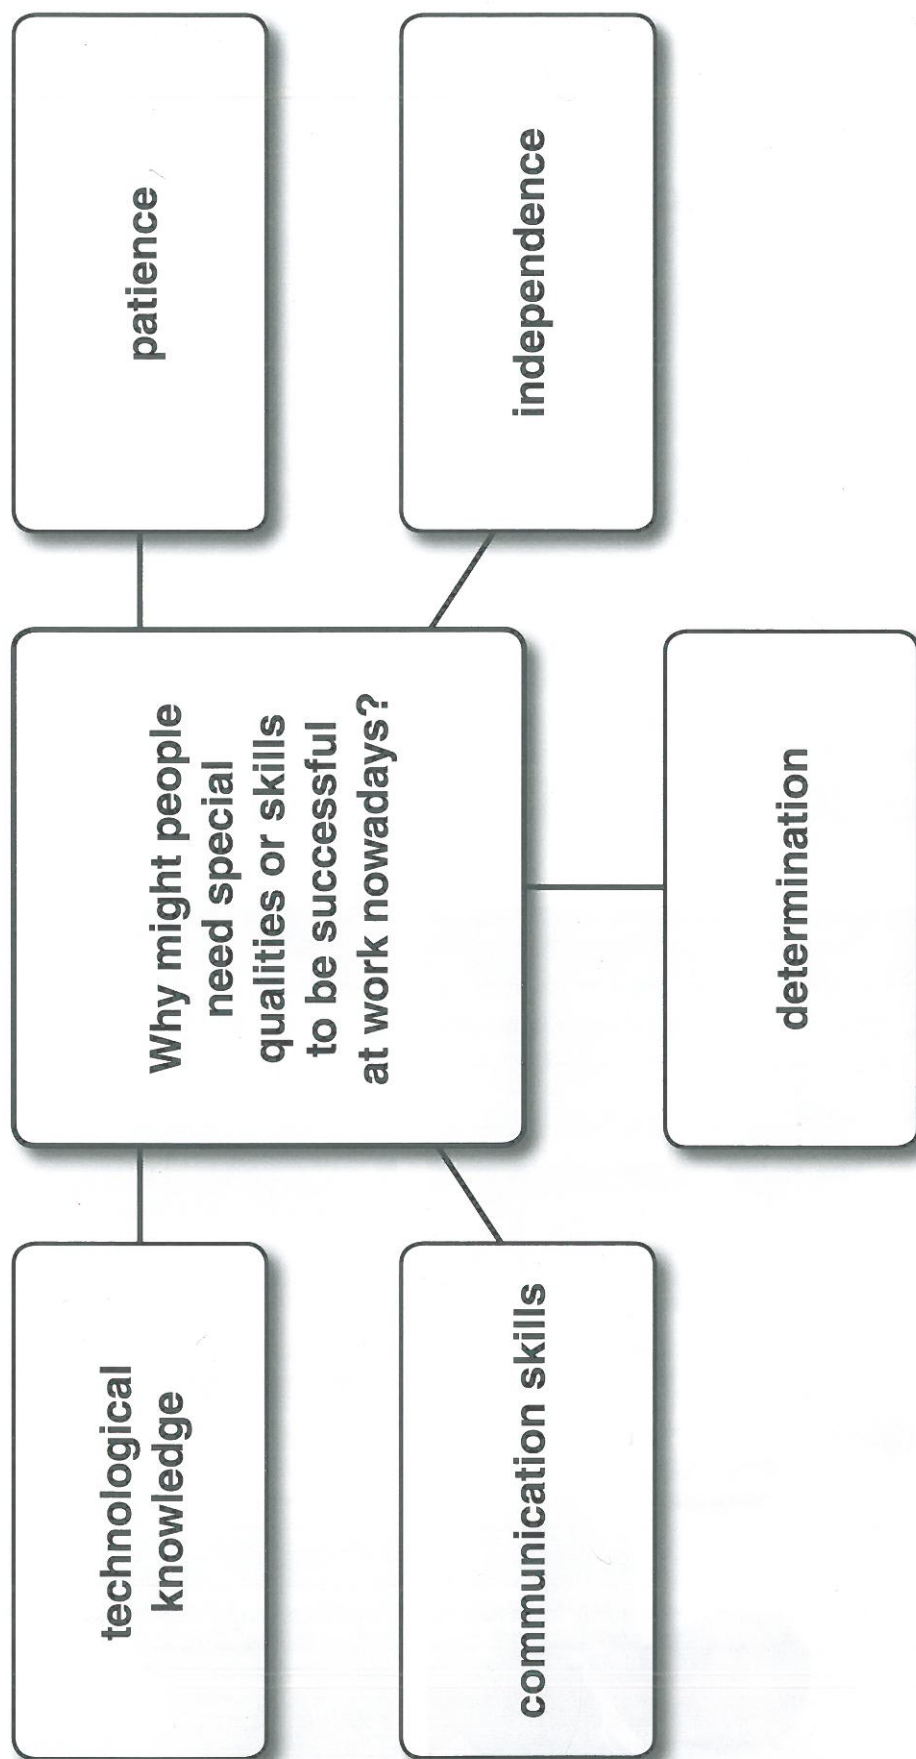 technological
knowledge
Why might people
need special
qualities or skills
to be successful
at work nowadays?
patience
communication skills
independence
determination